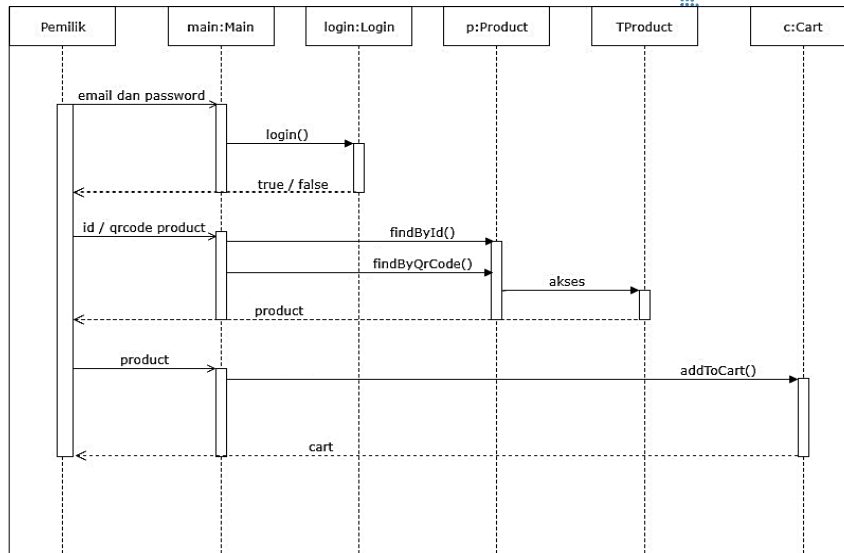 Pemilik
main:Main
login:Login
p:Product
TProduct
c:Cart
email dan password
login()
true / false
id / qrcode product
findById()
findByQrCode()
akses
product
product
addToCart()
cart